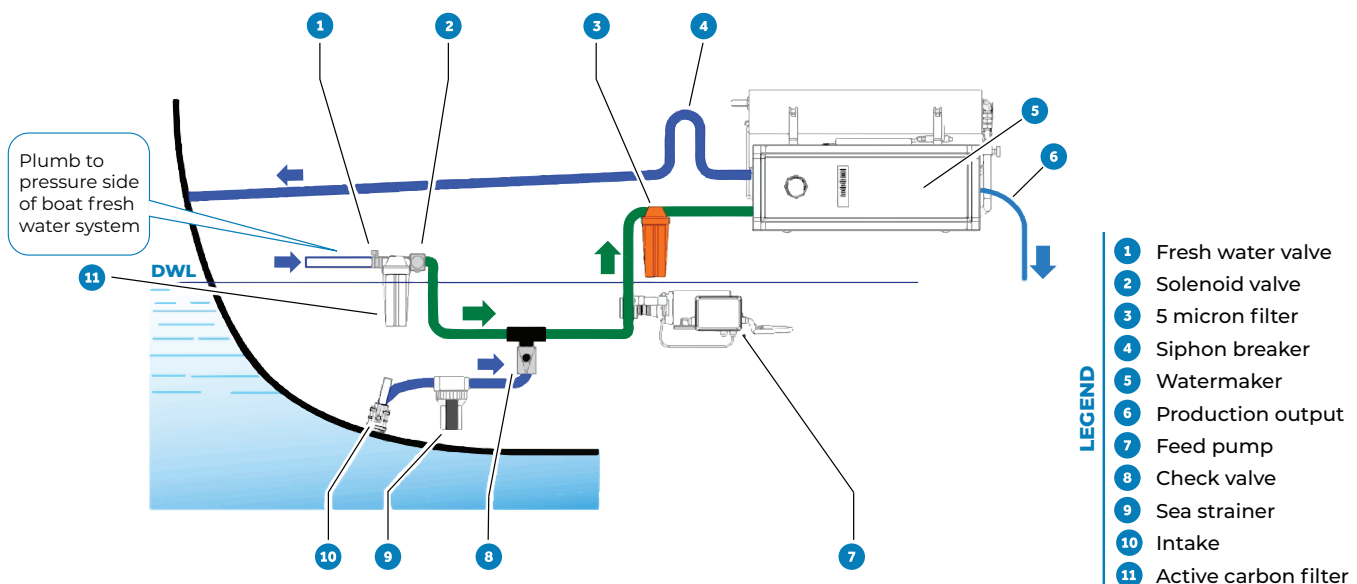 1
2
3
4
5
6
Plumb to
pressure side
of boat fresh
water system
11
DWL
10
9
8
7
LEGEND
1 Fresh water valve
2 Solenoid valve
3 5 micron filter
4 Siphon breaker
5 Watermaker
6 Production output
7 Feed pump
8 Check valve
9 Sea strainer
10 Intake
11 Active carbon filter